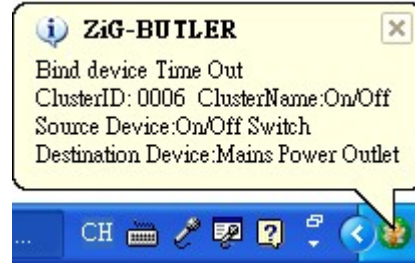 ZiG-BUTLER
Bind device Time Out
ClusterID: 0006 ClusterName:On/Off
Source Device:On/Off Switch
Destination Device:Mains Power Outlet
... CH